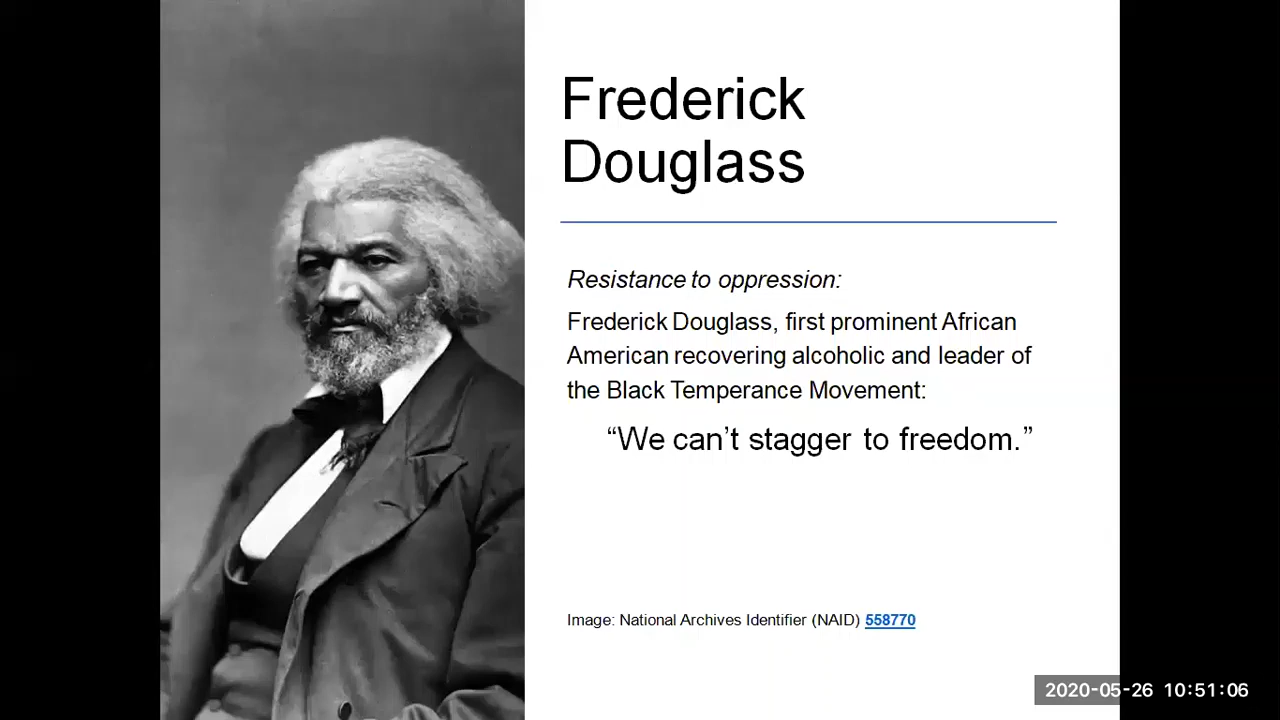 Frederick
Douglass
Resistance to oppression:
Frederick Douglass, first prominent African
American recovering alcoholic and leader of
the Black Temperance Movement:
“We can’t stagger to freedom.”
Image: National Archives Identifier (NAID) 558770
2020-05-26 10:51:06